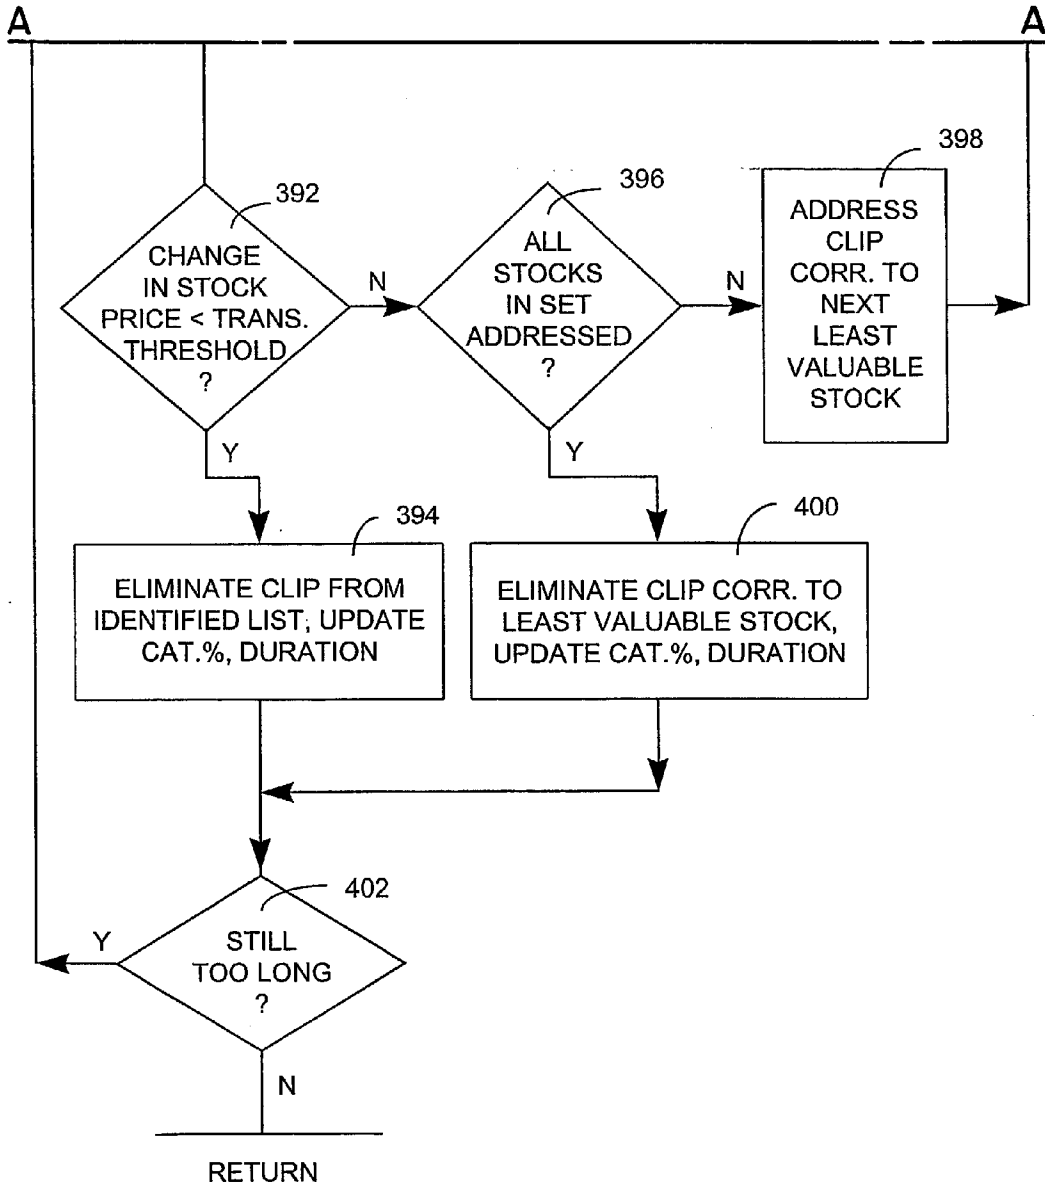 A
A
392
CHANGE
IN STOCK
PRICE < TRANS.
THRESHOLD
?
N
Y
396
ALL
STOCKS
IN SET
ADDRESSED
?
N
Y
398
ADDRESS
CLIP
CORR. TO
NEXT
LEAST
VALUABLE
STOCK
394
ELIMINATE CLIP FROM
IDENTIFIED LIST; UPDATE
CAT.%, DURATION
400
ELIMINATE CLIP CORR. TO
LEAST VALUABLE STOCK,
UPDATE CAT.%, DURATION
402
STILL
TOO LONG
?
Y
N
RETURN